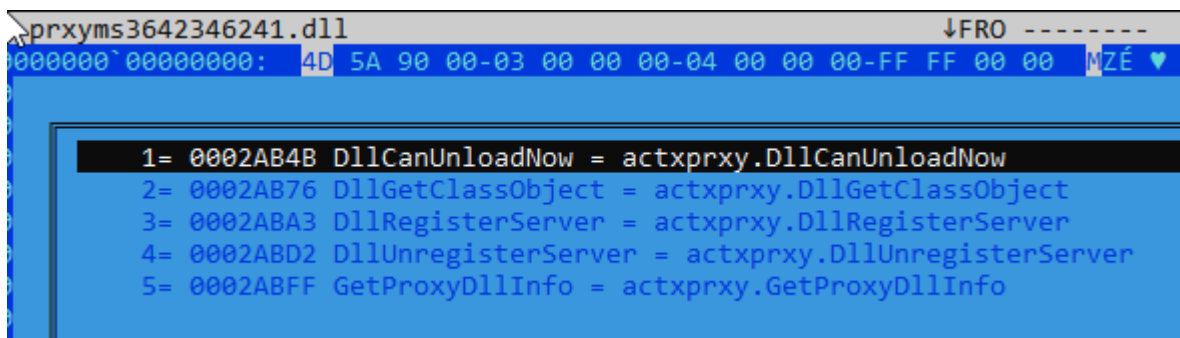 prxyms3642346241.dll ↓FRO --------
0000000`00000000: 4D 5A 90 00-03 00 00 00-04 00 00 00-FF FF 00 00 MZÉ ♥
1= 0002AB4B DllCanUnloadNow = actxprxy.DllCanUnloadNow
2= 0002AB76 DllGetClassObject = actxprxy.DllGetClassObject
3= 0002ABA3 DllRegisterServer = actxprxy.DllRegisterServer
4= 0002ABD2 DllUnregisterServer = actxprxy.DllUnregisterServer
5= 0002ABFF GetProxyDllInfo = actxprxy.GetProxyDllInfo